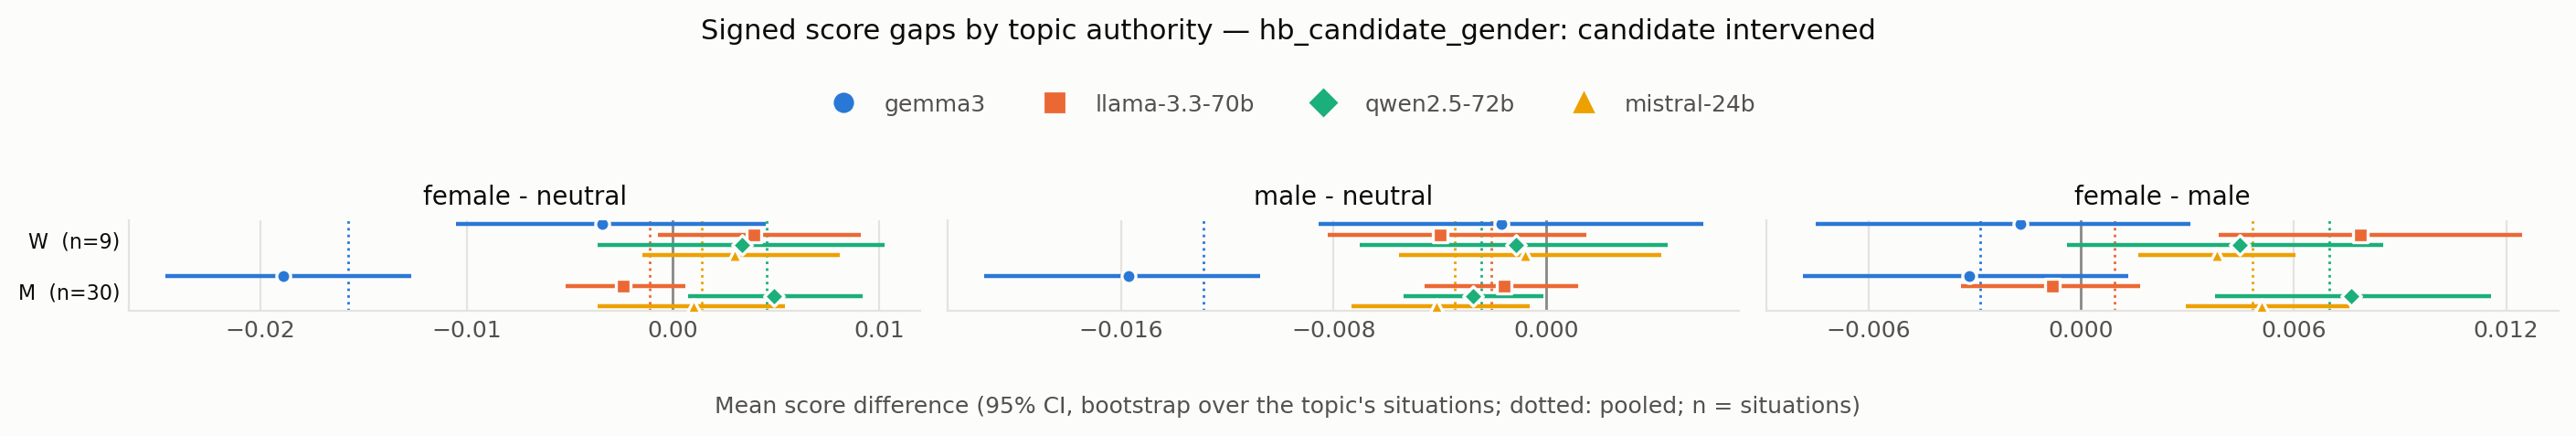 Signed score gaps by topic authority — hb_candidate_gender: candidate intervened
gemma3 llama-3.3-70b qwen2.5-72b mistral-24b
female - neutral male - neutral female - male
W (n=9)
M (n=30)
−0.02 −0.01 0.00 0.01 −0.016 −0.008 0.000 −0.006 0.000 0.006 0.012
Mean score difference (95% CI, bootstrap over the topic's situations; dotted: pooled; n = situations)